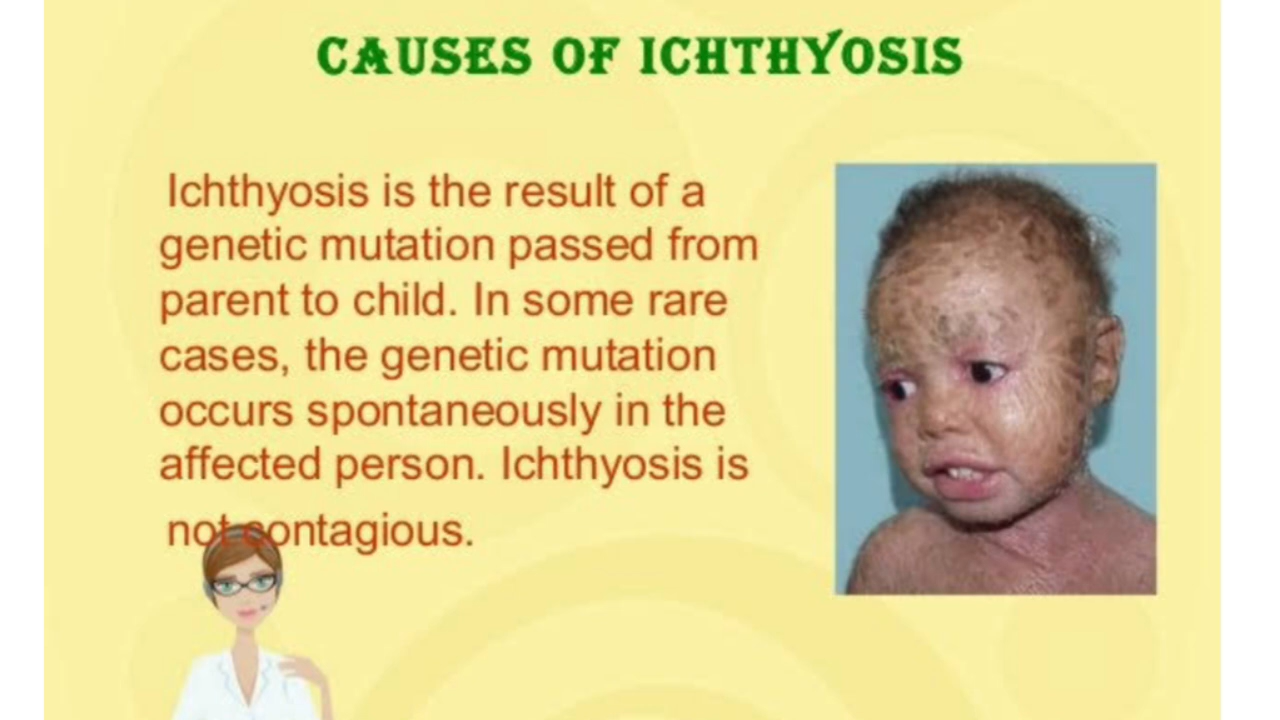 CAUSES OF ICHTHYOSIS
Ichthyosis is the result of a
genetic mutation passed from
parent to child. In some rare
cases, the genetic mutation
occurs spontaneously in the
affected person. Ichthyosis is
not contagious.